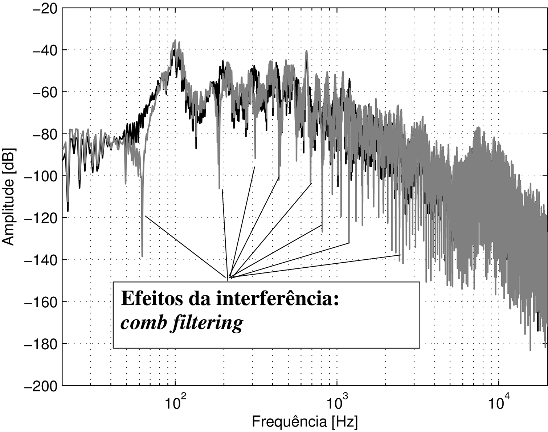 −20
−40
−60
−80
−100
−120
−140
−160
−180
−200
Amplitude [dB]
Efeitos da interferência:
comb filtering
10² 10³ 10⁴
Frequência [Hz]